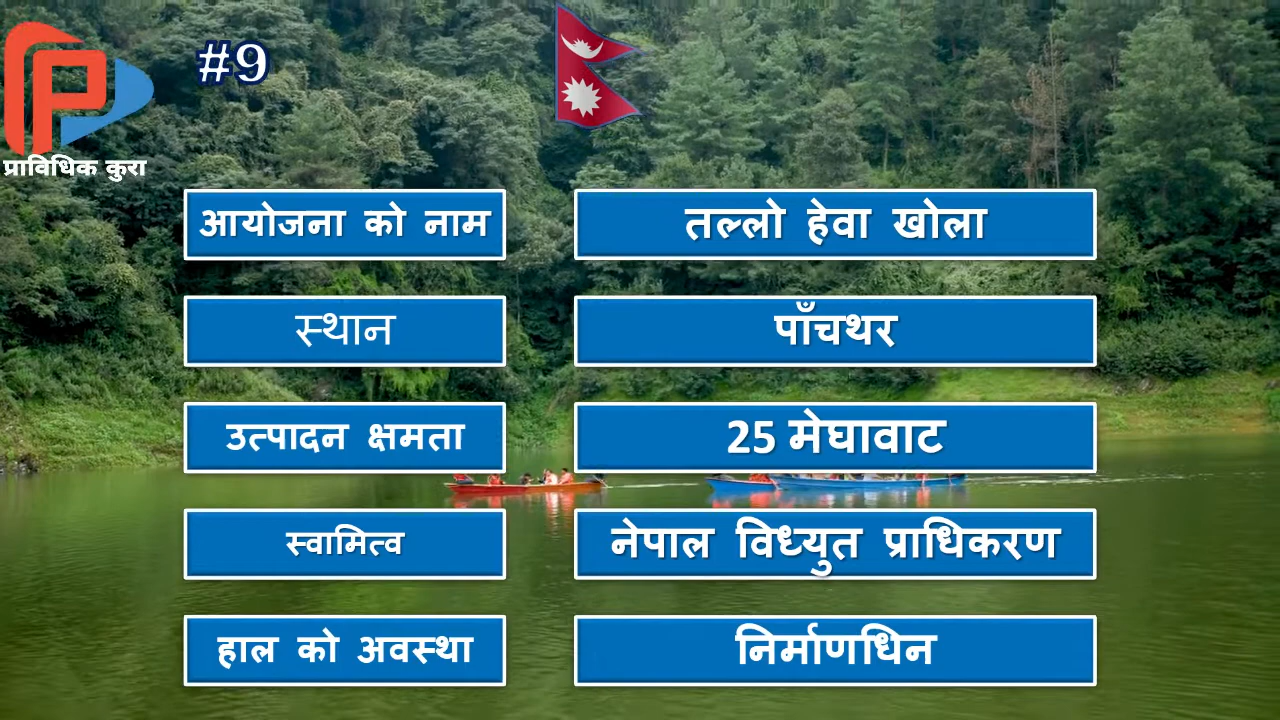 #9
प्राविधिक कुरा
आयोजना को नाम
तल्लो हेवा खोला
स्थान
पाँचथर
उत्पादन क्षमता
25 मेघावाट
स्वामित्व
नेपाल विध्युत प्राधिकरण
हाल को अवस्था
निर्माणधिन